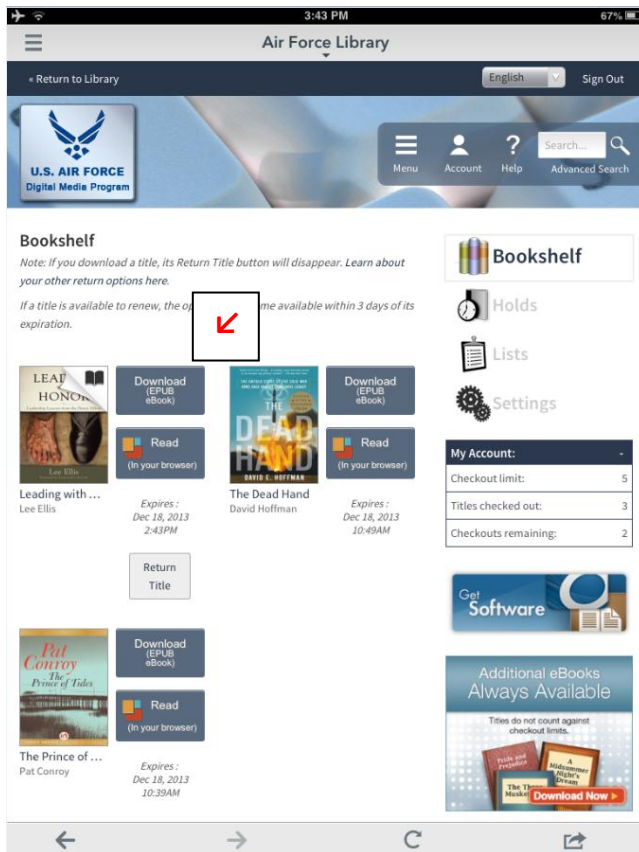 3:43 PM
67%
Air Force Library
« Return to Library
English
Sign Out
U.S. AIR FORCE
Digital Media Program
Menu
Account
?
Help
Search...
Advanced Search
Bookshelf
Note: If you download a title, its Return Title button will disappear. Learn about
your other return options here.
If a title is available to renew, the op me available within 3 days of its
expiration.
LEAD
HONOR
Lee Ellis
Download
(EPUB
eBook)
Read
(In your browser)
Leading with ...
Lee Ellis
Expires :
Dec 18, 2013
2:43PM
Return
Title
THE
DEAD
HAND
DAVID E. HOFFMAN
Download
(EPUB
eBook)
Read
(In your browser)
The Dead Hand
David Hoffman
Expires :
Dec 18, 2013
10:49AM
Pat
Conroy
The
Prince of Tides
Download
(EPUB
eBook)
Read
(In your browser)
The Prince of ...
Pat Conroy
Expires :
Dec 18, 2013
10:39AM
Bookshelf
Holds
Lists
Settings
My Account: -
Checkout limit: 5
Titles checked out: 3
Checkouts remaining: 2
Get
Software
Additional eBooks
Always Available
Titles do not count against
checkout limits.
Pride and
Prejudice
A
Midsummer
Night's
Dream
The Th
Musket
Download Now